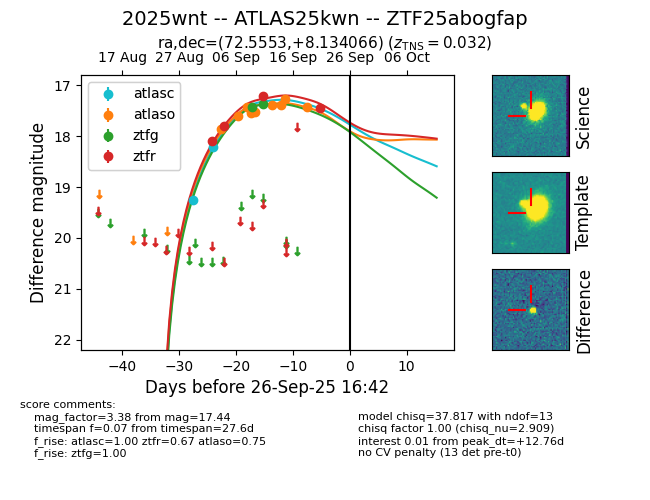 2025wnt -- ATLAS25kwn -- ZTF25abogfap
ra,dec=(72.5553,+8.134066) (z_TNS = 0.032)
17 Aug 27 Aug 06 Sep 16 Sep 26 Sep 06 Oct
atlasc
atlaso
ztfg
ztfr
17
18
19
20
21
22
Difference magnitude
−40 −30 −20 −10 0 10
Days before 26-Sep-25 16:42
Science
Template
Difference
score comments:
mag_factor=3.38 from mag=17.44
timespan f=0.07 from timespan=27.6d
f_rise: atlasc=1.00 ztfr=0.67 atlaso=0.75
f_rise: ztfg=1.00
model chisq=37.817 with ndof=13
chisq factor 1.00 (chisq_nu=2.909)
interest 0.01 from peak_dt=+12.76d
no CV penalty (13 det pre-t0)